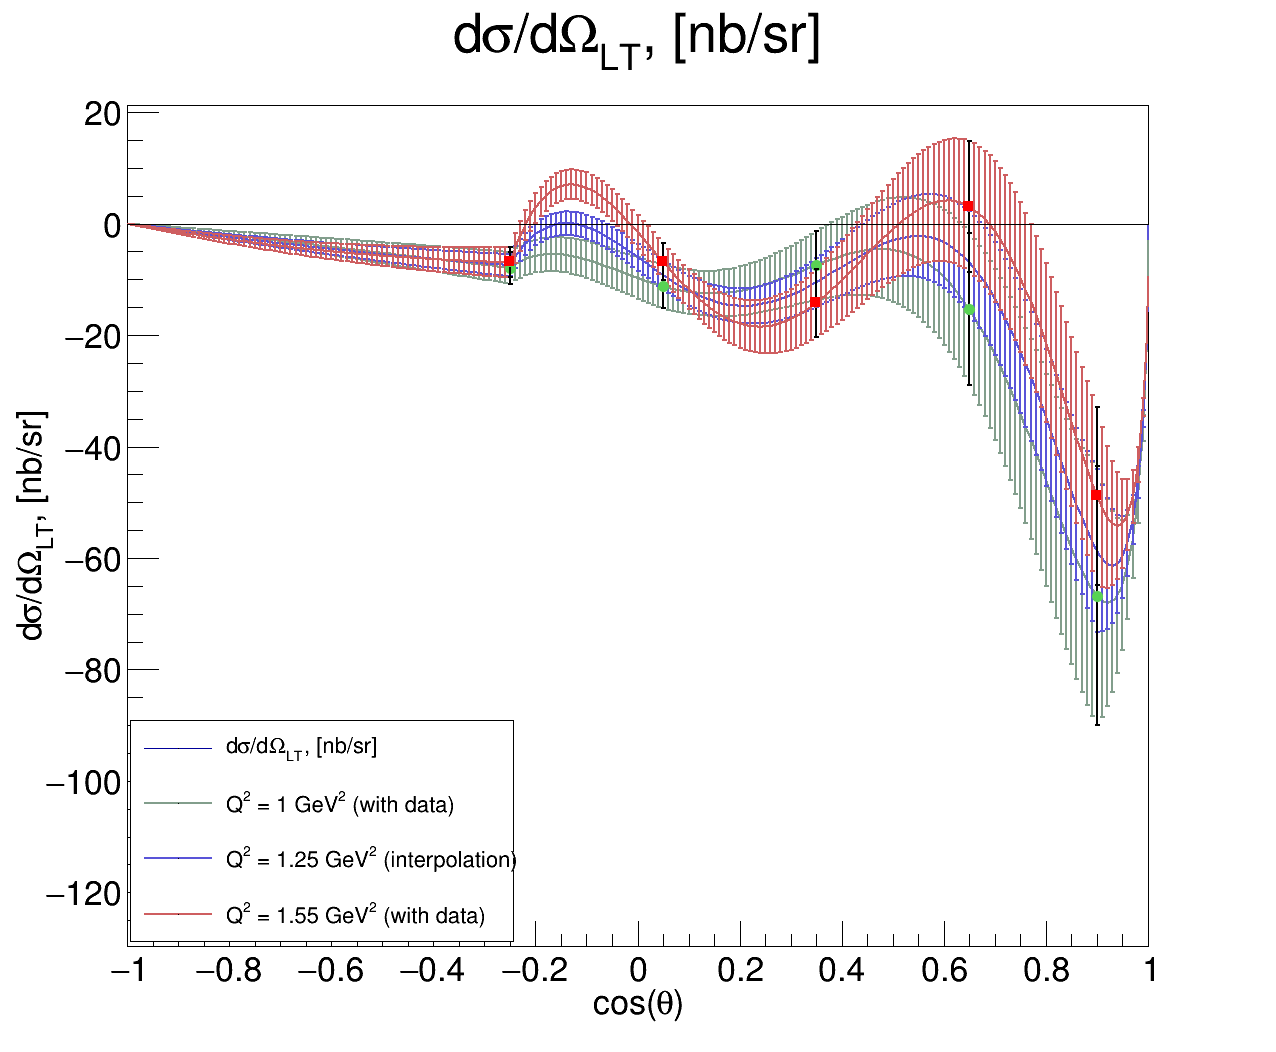 dσ/dΩLT, [nb/sr]
20
0
−20
−40
−60
−80
−100
−120
dσ/dΩLT, [nb/sr]
dσ/dΩLT, [nb/sr]
Q² = 1 GeV² (with data)
Q² = 1.25 GeV² (interpolation)
Q² = 1.55 GeV² (with data)
−1 −0.8 −0.6 −0.4 −0.2 0 0.2 0.4 0.6 0.8 1
cos(θ)